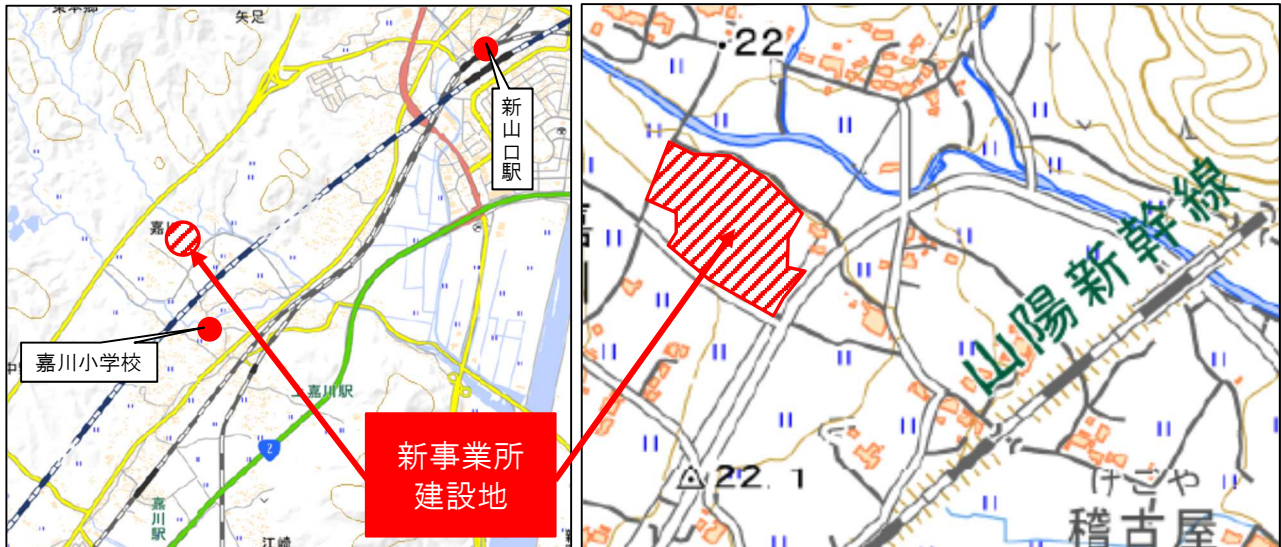 矢足
新山口駅
嘉川小学校
上嘉川駅
2
嘉川駅
江崎
新事業所
建設地
22
山陽新幹線
22.1
けごや
稽古屋